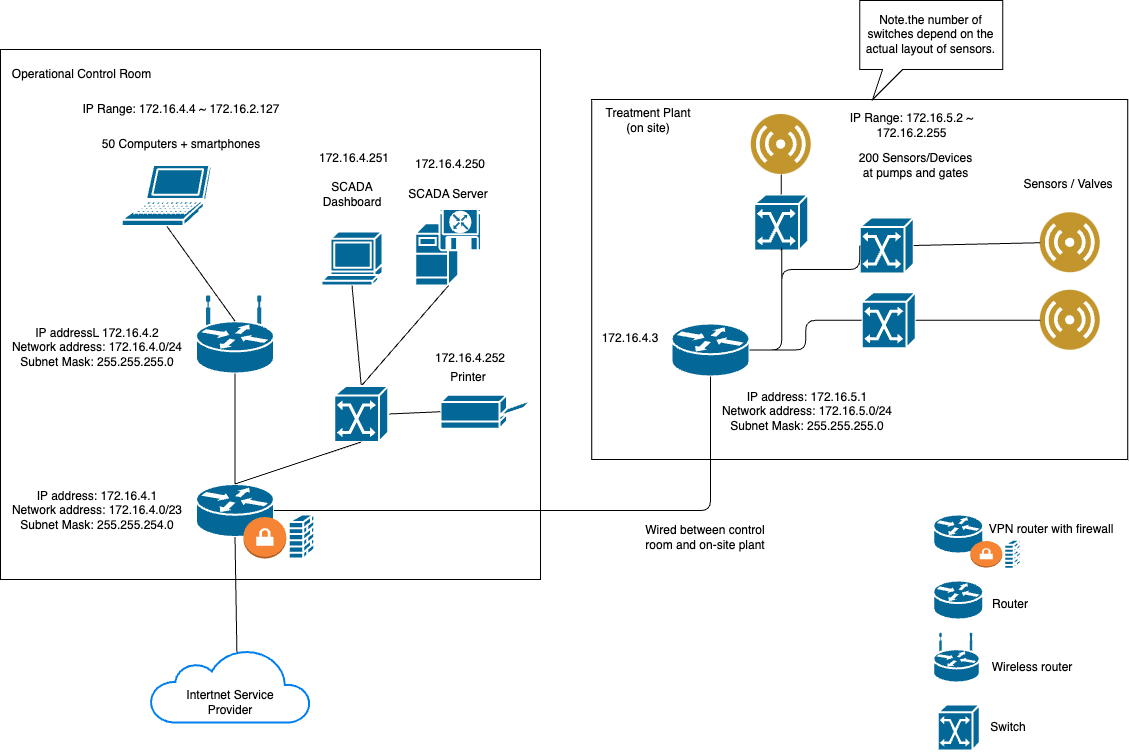 Note.the number of
switches depend on the
actual layout of sensors.
Operational Control Room
IP Range: 172.16.4.4 ~ 172.16.2.127
50 Computers + smartphones
172.16.4.251
SCADA
Dashboard
172.16.4.250
SCADA Server
IP addressL 172.16.4.2
Network address: 172.16.4.0/24
Subnet Mask: 255.255.255.0
172.16.4.252
Printer
IP address: 172.16.4.1
Network address: 172.16.4.0/23
Subnet Mask: 255.255.254.0
Internet Service
Provider
Treatment Plant
(on site)
IP Range: 172.16.5.2 ~
172.16.2.255
200 Sensors/Devices
at pumps and gates
Sensors / Valves
172.16.4.3
IP address: 172.16.5.1
Network address: 172.16.5.0/24
Subnet Mask: 255.255.255.0
Wired between control
room and on-site plant
VPN router with firewall
Router
Wireless router
Switch